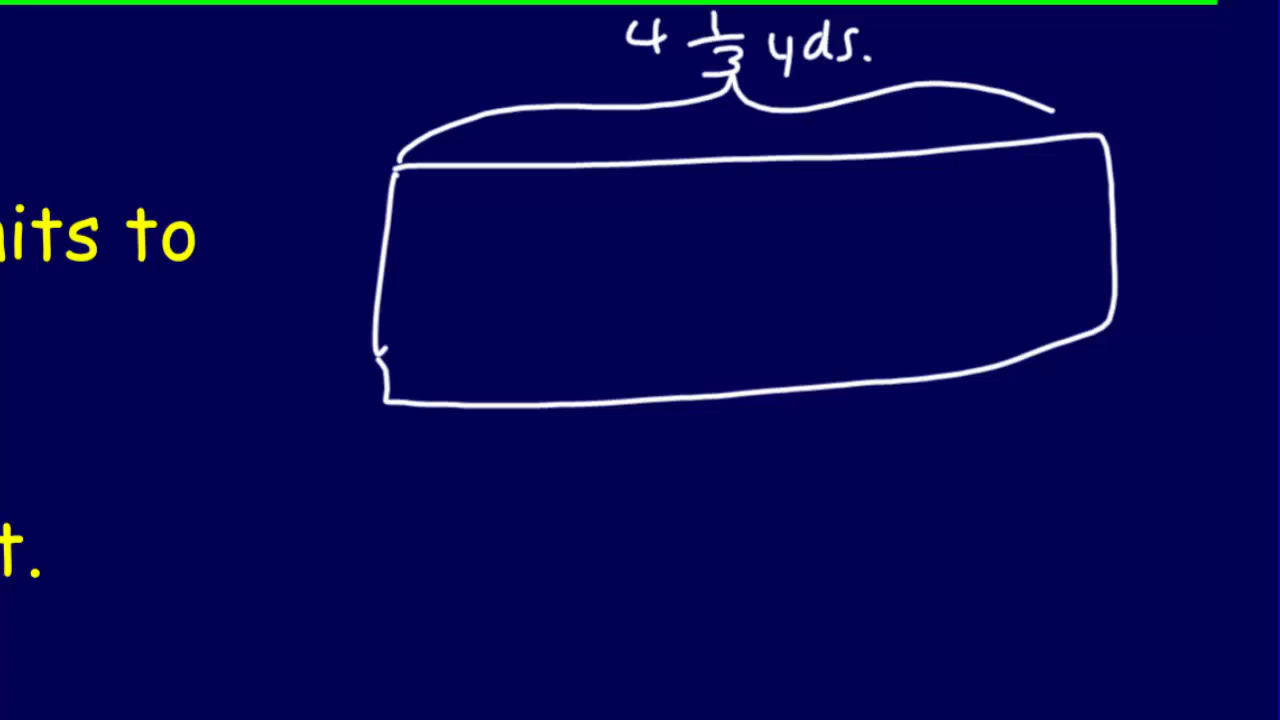 4 1/3 yds.
its to
t.